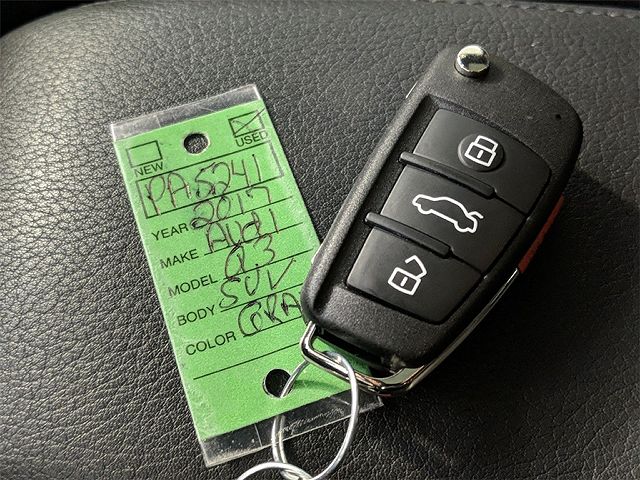 NEW USED
PA5241
YEAR 2017
MAKE AUDI
MODEL Q3
BODY SUV
COLOR GRA